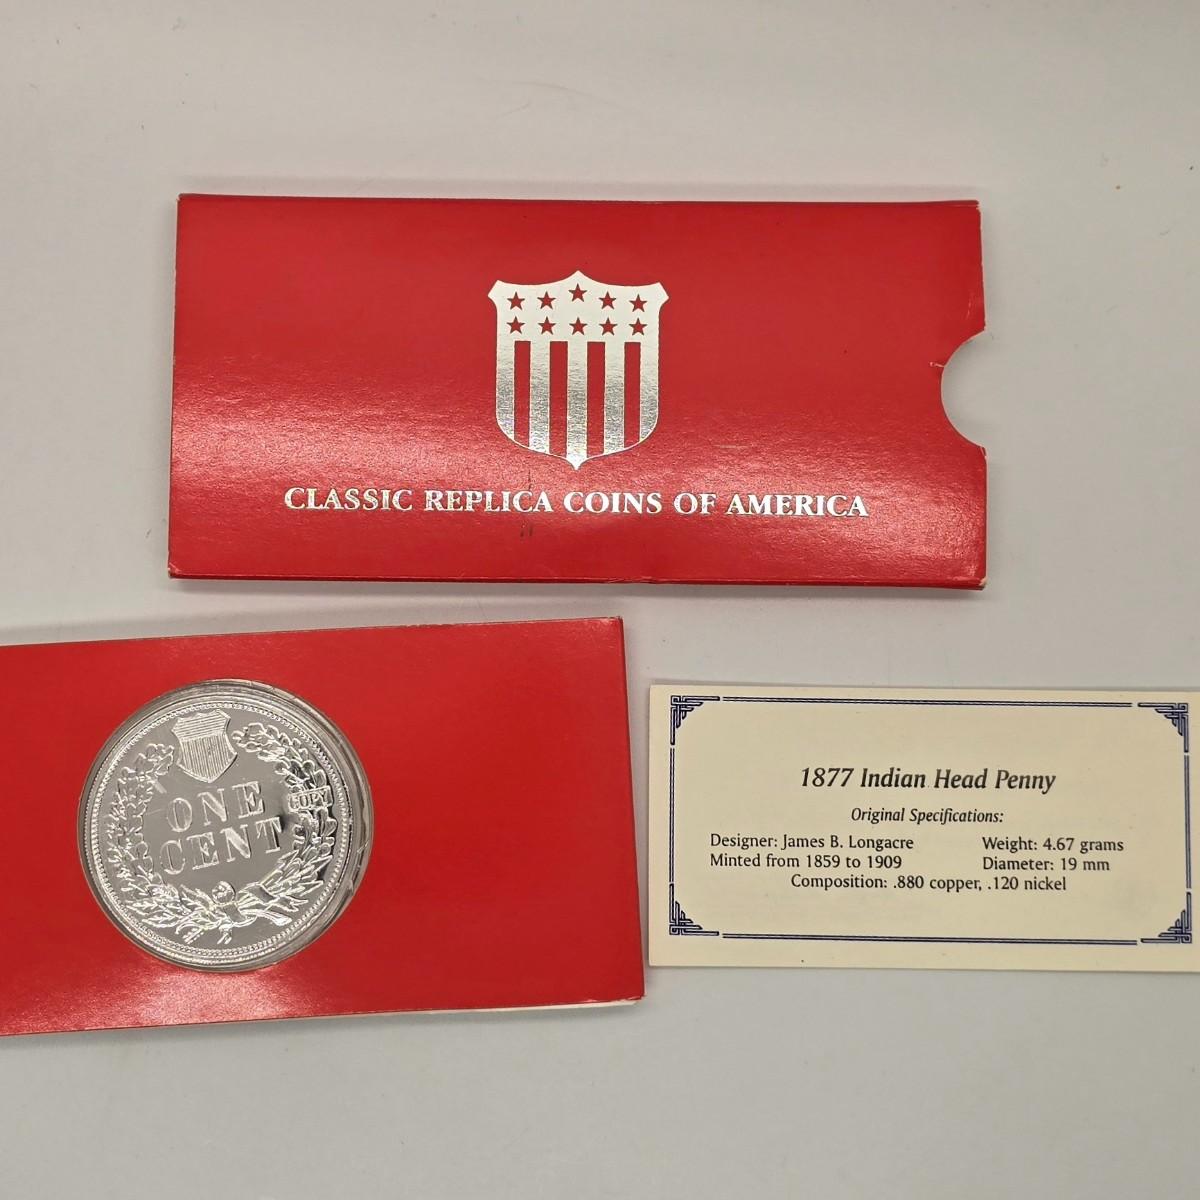 CLASSIC REPLICA COINS OF AMERICA
ONE
CENT
COPY
1877 Indian Head Penny
Original Specifications:
Designer: James B. Longacre Weight: 4.67 grams
Minted from 1859 to 1909 Diameter: 19 mm
Composition: .880 copper, .120 nickel